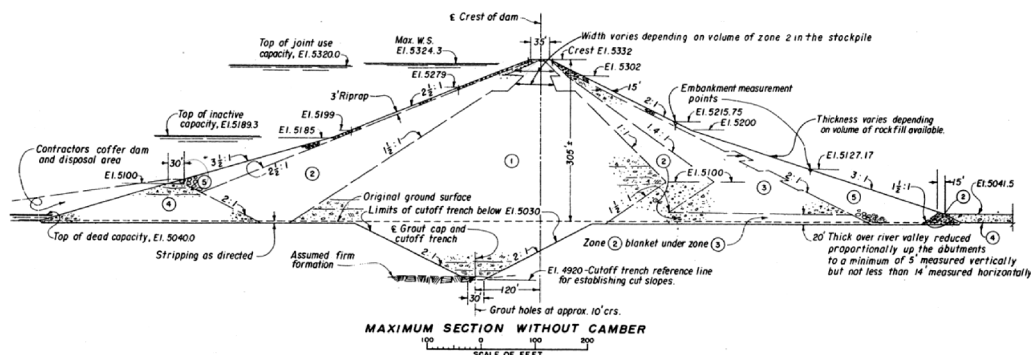 ℄ Crest of dam
Width varies depending on volume of zone 2 in the stockpile
35'
Top of joint use
capacity, El. 5320.0
Max. W.S.
El. 5324.3
Crest El. 5332
El. 5302
El. 5279
2½:1
15'
3' Riprap
2:1
Embankment measurement
points
El. 5215.75
El. 5200
Thickness varies depending
on volume of rockfill available.
Top of inactive
capacity, El. 5189.3
El. 5199
El. 5185
1:1
1.4:1
Contractors coffer dam
and disposal area
30'
3½:1
2½:1
1½:1
①
305'±
②
El. 5100
2:1
El. 5127.17
3:1
1½:1
15'
②
El. 5041.5
El. 5100
⑤
④
2:1
②
Original ground surface
Limits of cutoff trench below El. 5030
1½:1
③
⑤
Top of dead capacity, El. 5040.0
Stripping as directed
℄ Grout cap and
cutoff trench
Zone ② blanket under zone ③
④
20' Thick over river valley reduced
proportionally up the abutments
to a minimum of 5' measured vertically
but not less than 14' measured horizontally
Assumed firm
formation
2:1
2:1
El. 4920-Cutoff trench reference line
for establishing cut slopes.
30'
120'
Grout holes at approx. 10' crs.
MAXIMUM SECTION WITHOUT CAMBER
100 0 100 200
SCALE OF FEET